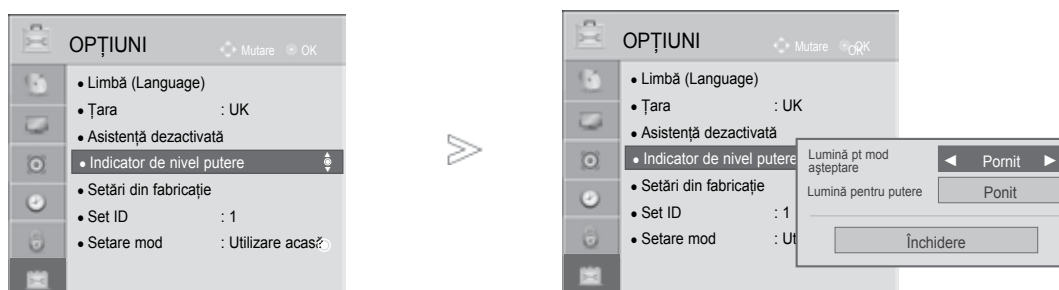 OPȚIUNI Mutare OK
• Limbă (Language)
• Țara : UK
• Asistență dezactivată
• Indicator de nivel putere
• Setări din fabricație
• Set ID : 1
• Setare mod : Utilizare acasă
OPȚIUNI Mutare OK
• Limbă (Language)
• Țara : UK
• Asistență dezactivată
• Indicator de nivel putere
• Setări din fabricație
• Set ID : 1
• Setare mod : Ut
Lumină pt mod
așteptare
◄ Pornit ►
Lumină pentru putere Ponit
Închidere